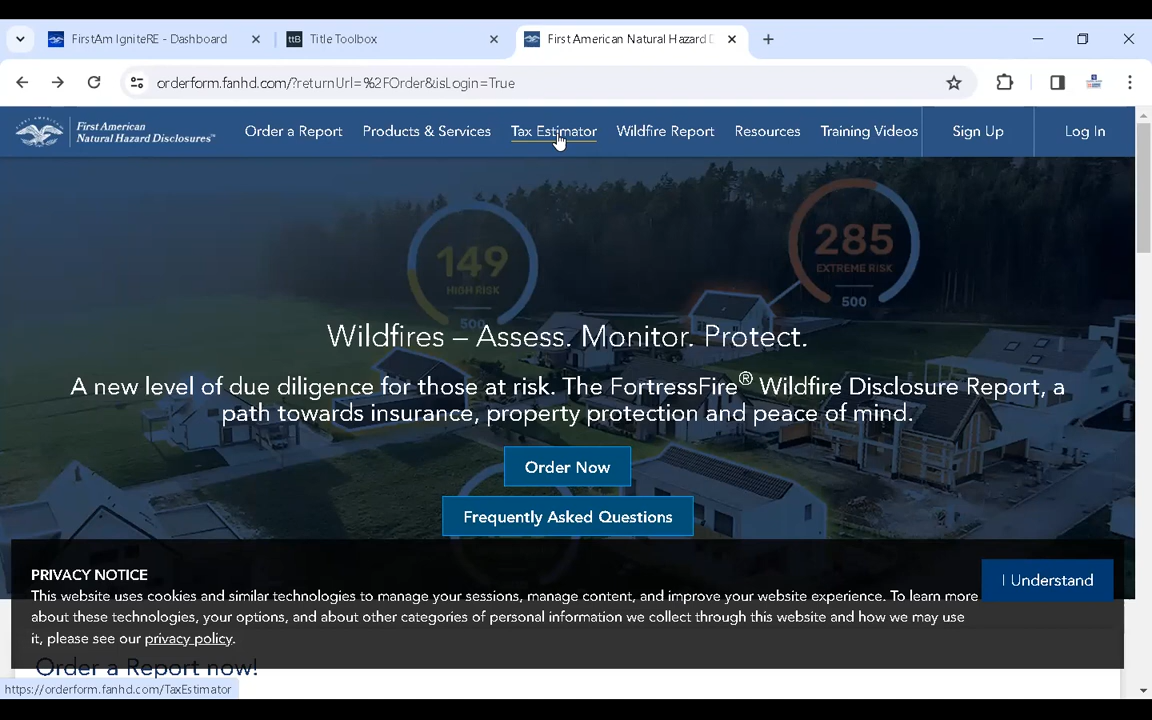 FirstAm IgniteRE - Dashboard
ttB Title Toolbox
First American Natural Hazard D
orderform.fanhd.com/?returnUrl=%2FOrder&isLogin=True
First American
Natural Hazard Disclosures™
Order a Report
Products & Services
Tax Estimator
Wildfire Report
Resources
Training Videos
Sign Up
Log In
149
HIGH RISK
500
285
EXTREME RISK
500
Wildfires – Assess. Monitor. Protect.
A new level of due diligence for those at risk. The FortressFire® Wildfire Disclosure Report, a
path towards insurance, property protection and peace of mind.
Order Now
Frequently Asked Questions
PRIVACY NOTICE
This website uses cookies and similar technologies to manage your sessions, manage content, and improve your website experience. To learn more
about these technologies, your options, and about other categories of personal information we collect through this website and how we may use
it, please see our privacy policy.
I Understand
Order a Report now!
https://orderform.fanhd.com/TaxEstimator